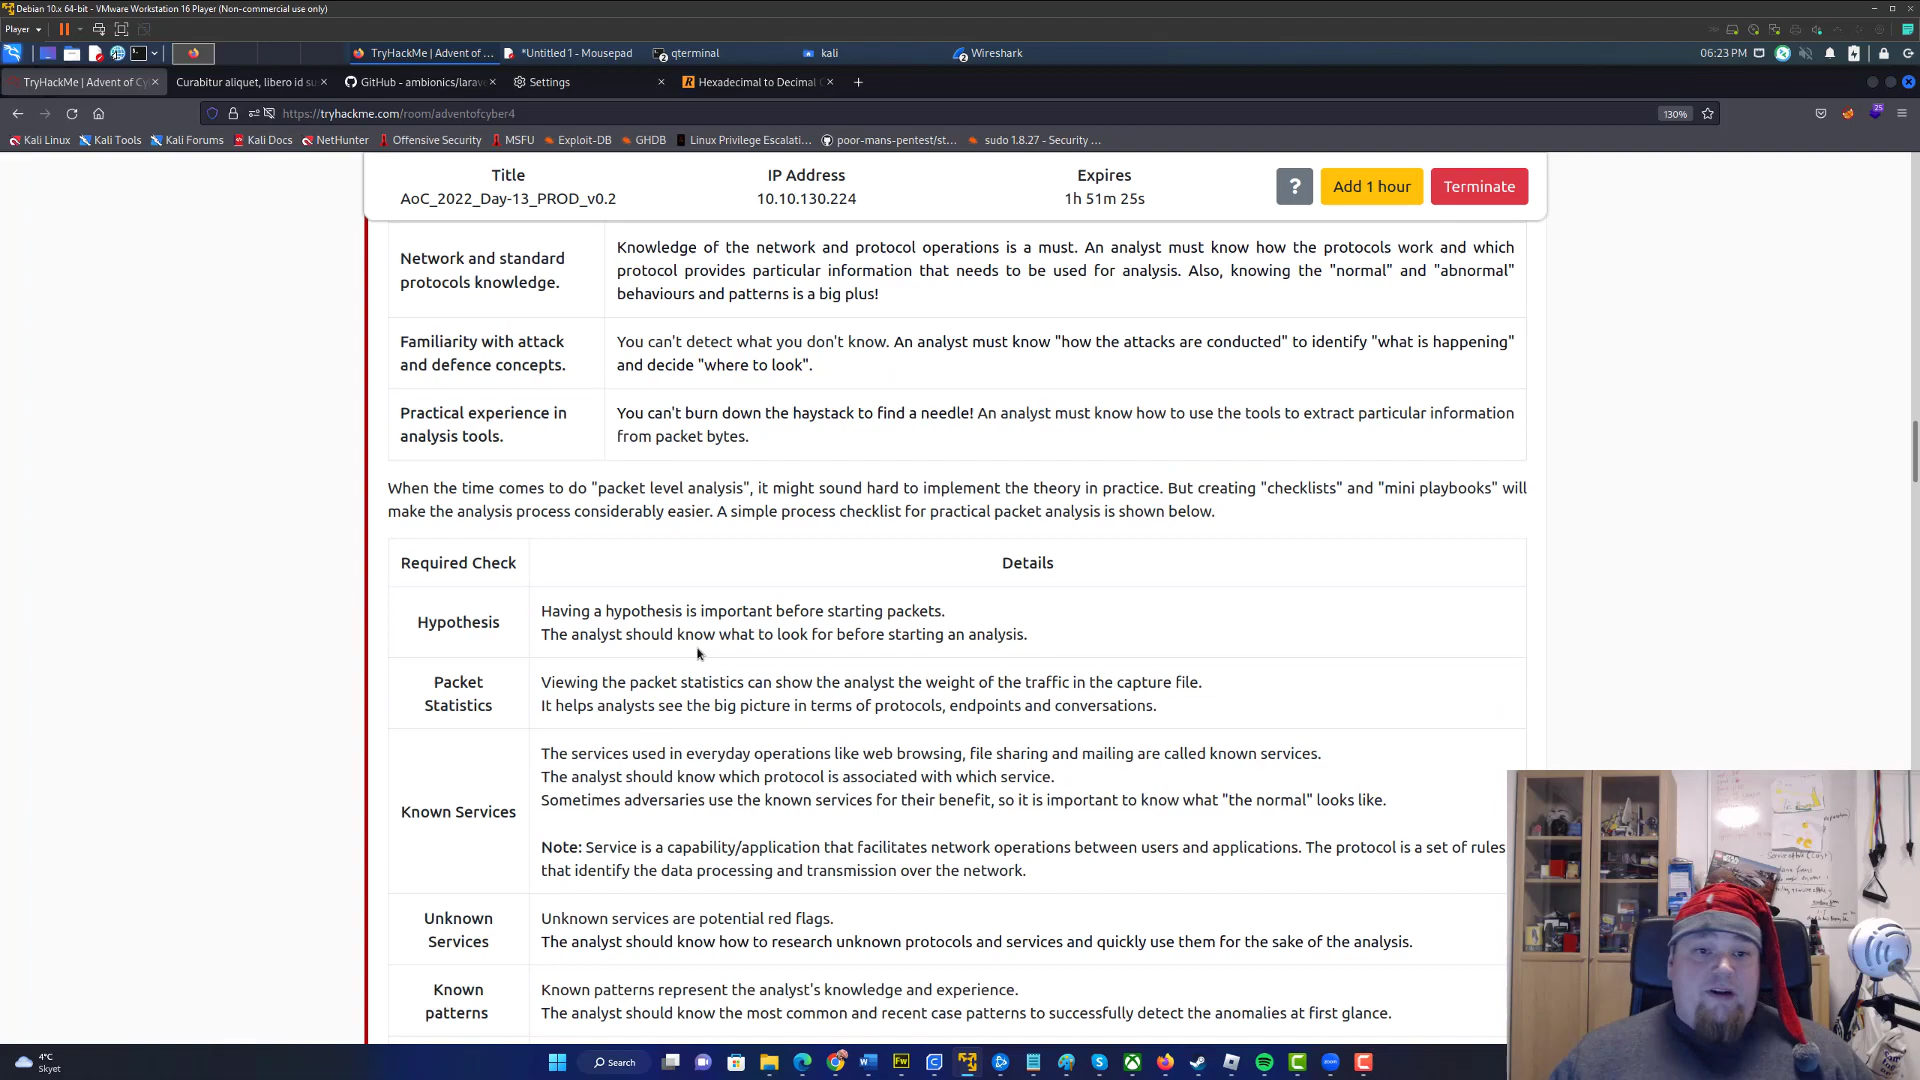 Debian 10.x 64-bit - VMware Workstation 16 Player (Non-commercial use only)
Player
TryHackMe | Advent of ...
*Untitled 1 - Mousepad
qterminal
kali
Wireshark
06:23 PM
TryHackMe | Advent of Cy
Curabitur aliquet, libero id su
GitHub - ambionics/larave
Settings
Hexadecimal to Decimal C
https://tryhackme.com/room/adventofcyber4
130%
25
Kali Linux
Kali Tools
Kali Forums
Kali Docs
NetHunter
Offensive Security
MSFU
Exploit-DB
GHDB
Linux Privilege Escalati...
poor-mans-pentest/st...
sudo 1.8.27 - Security ...
Title
IP Address
Expires
AoC_2022_Day-13_PROD_v0.2
10.10.130.224
1h 51m 25s
?
Add 1 hour
Terminate
Network and standard
protocols knowledge.
Knowledge of the network and protocol operations is a must. An analyst must know how the protocols work and which
protocol provides particular information that needs to be used for analysis. Also, knowing the "normal" and "abnormal"
behaviours and patterns is a big plus!
Familiarity with attack
and defence concepts.
You can't detect what you don't know. An analyst must know "how the attacks are conducted" to identify "what is happening"
and decide "where to look".
Practical experience in
analysis tools.
You can't burn down the haystack to find a needle! An analyst must know how to use the tools to extract particular information
from packet bytes.
When the time comes to do "packet level analysis", it might sound hard to implement the theory in practice. But creating "checklists" and "mini playbooks" will
make the analysis process considerably easier. A simple process checklist for practical packet analysis is shown below.
Required Check
Details
Hypothesis
Having a hypothesis is important before starting packets.
The analyst should know what to look for before starting an analysis.
Packet
Statistics
Viewing the packet statistics can show the analyst the weight of the traffic in the capture file.
It helps analysts see the big picture in terms of protocols, endpoints and conversations.
Known Services
The services used in everyday operations like web browsing, file sharing and mailing are called known services.
The analyst should know which protocol is associated with which service.
Sometimes adversaries use the known services for their benefit, so it is important to know what "the normal" looks like.
Note: Service is a capability/application that facilitates network operations between users and applications. The protocol is a set of rules
that identify the data processing and transmission over the network.
Unknown
Services
Unknown services are potential red flags.
The analyst should know how to research unknown protocols and services and quickly use them for the sake of the analysis.
Known
patterns
Known patterns represent the analyst's knowledge and experience.
The analyst should know the most common and recent case patterns to successfully detect the anomalies at first glance.
4°C
Skyet
Search